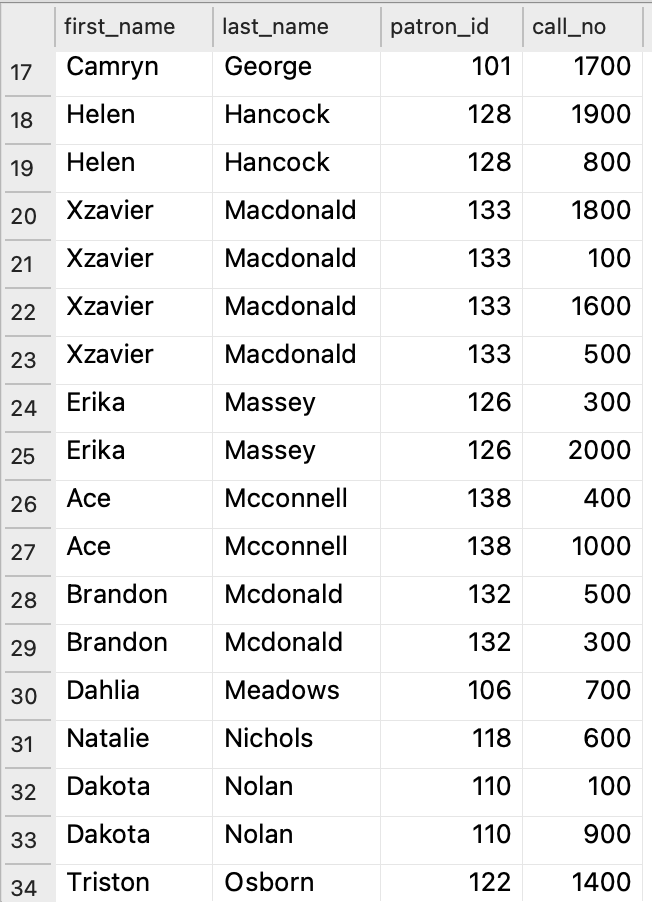 first_name last_name patron_id call_no
17 Camryn George 101 1700
18 Helen Hancock 128 1900
19 Helen Hancock 128 800
20 Xzavier Macdonald 133 1800
21 Xzavier Macdonald 133 100
22 Xzavier Macdonald 133 1600
23 Xzavier Macdonald 133 500
24 Erika Massey 126 300
25 Erika Massey 126 2000
26 Ace Mcconnell 138 400
27 Ace Mcconnell 138 1000
28 Brandon Mcdonald 132 500
29 Brandon Mcdonald 132 300
30 Dahlia Meadows 106 700
31 Natalie Nichols 118 600
32 Dakota Nolan 110 100
33 Dakota Nolan 110 900
34 Triston Osborn 122 1400